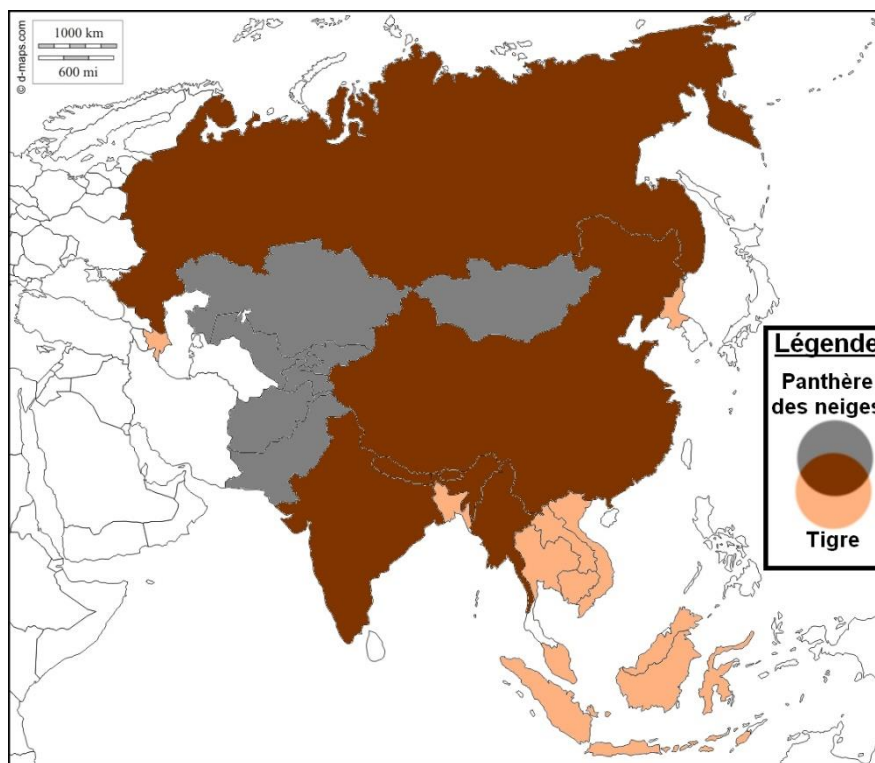 © d-maps.com
1000 km
600 mi
Légende
Panthère
des neiges
Tigre